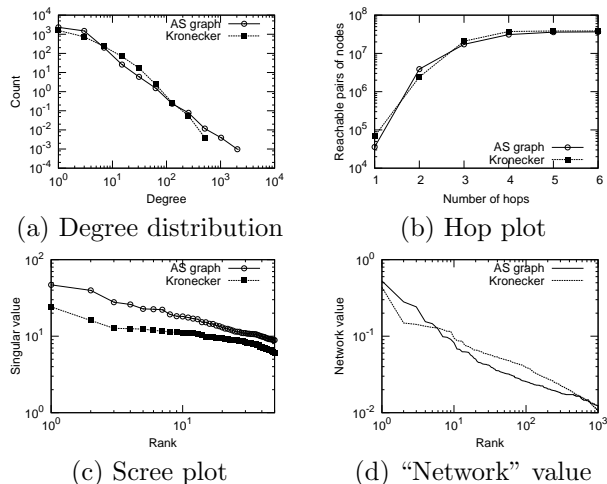 10^4
10^3
10^2
10^1
10^0
10^-1
10^-2
10^-3
10^-4
Count
AS graph
Kronecker
10^0 10^1 10^2 10^3 10^4
Degree
(a) Degree distribution
10^8
10^7
10^6
10^5
10^4
Reachable pairs of nodes
AS graph
Kronecker
1 2 3 4 5 6
Number of hops
(b) Hop plot
10^2
10^1
10^0
Singular value
AS graph
Kronecker
10^0 10^1
Rank
(c) Scree plot
10^0
10^-1
10^-2
Network value
AS graph
Kronecker
10^0 10^1 10^2 10^3
Rank
(d) “Network” value